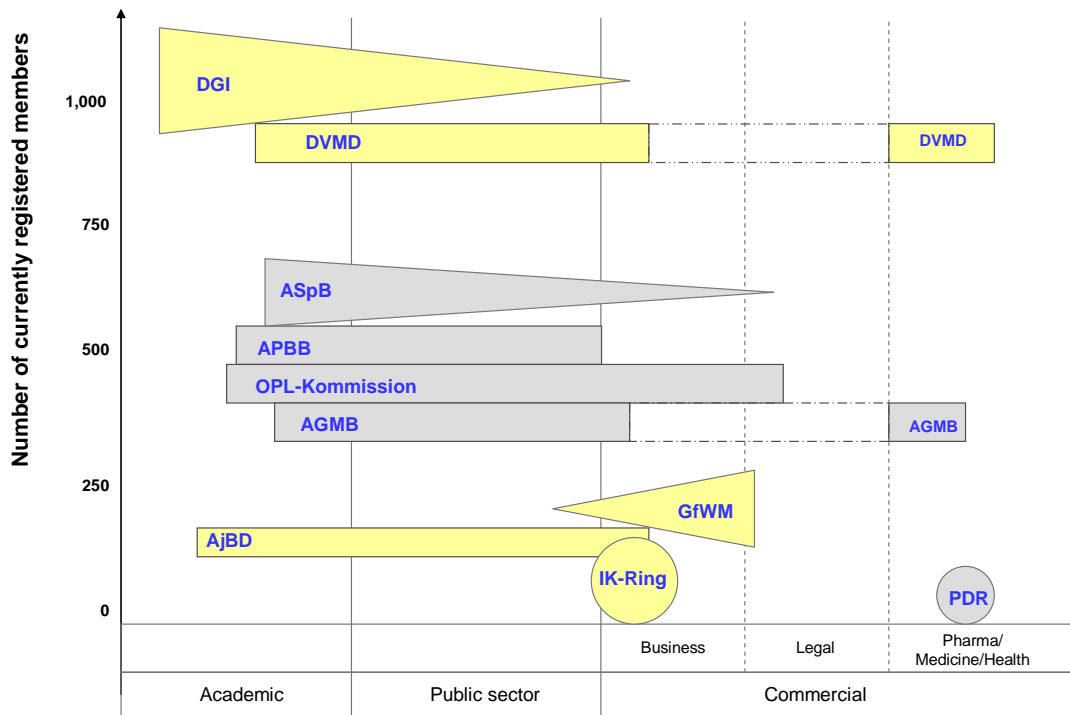 Number of currently registered members
1,000
750
500
250
0
DGI
DVMD
DVMD
ASpB
APBB
OPL-Kommission
AGMB
AGMB
GfWM
AjBD
IK-Ring
PDR
Business
Legal
Pharma/
Medicine/Health
Academic
Public sector
Commercial